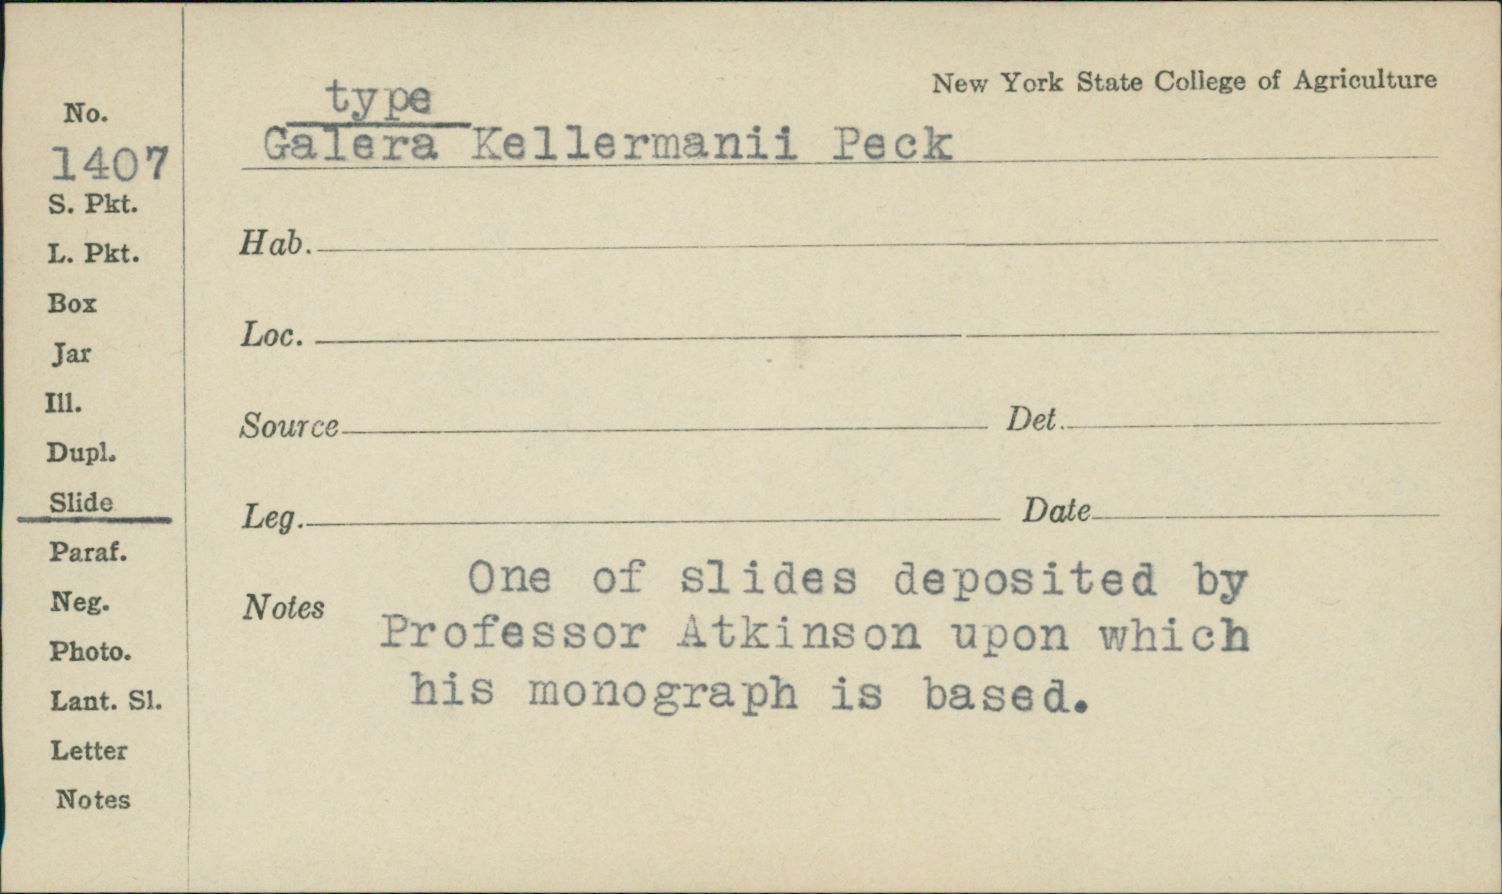 New York State College of Agriculture
type
Galera Kellermanii Peck
No.
1407
S. Pkt.
L. Pkt.
Box
Jar
Ill.
Dupl.
Slide
Paraf.
Neg.
Photo.
Lant. Sl.
Letter
Notes
Hab.
Loc.
Source Det.
Leg. Date
Notes One of slides deposited by
Professor Atkinson upon which
his monograph is based.